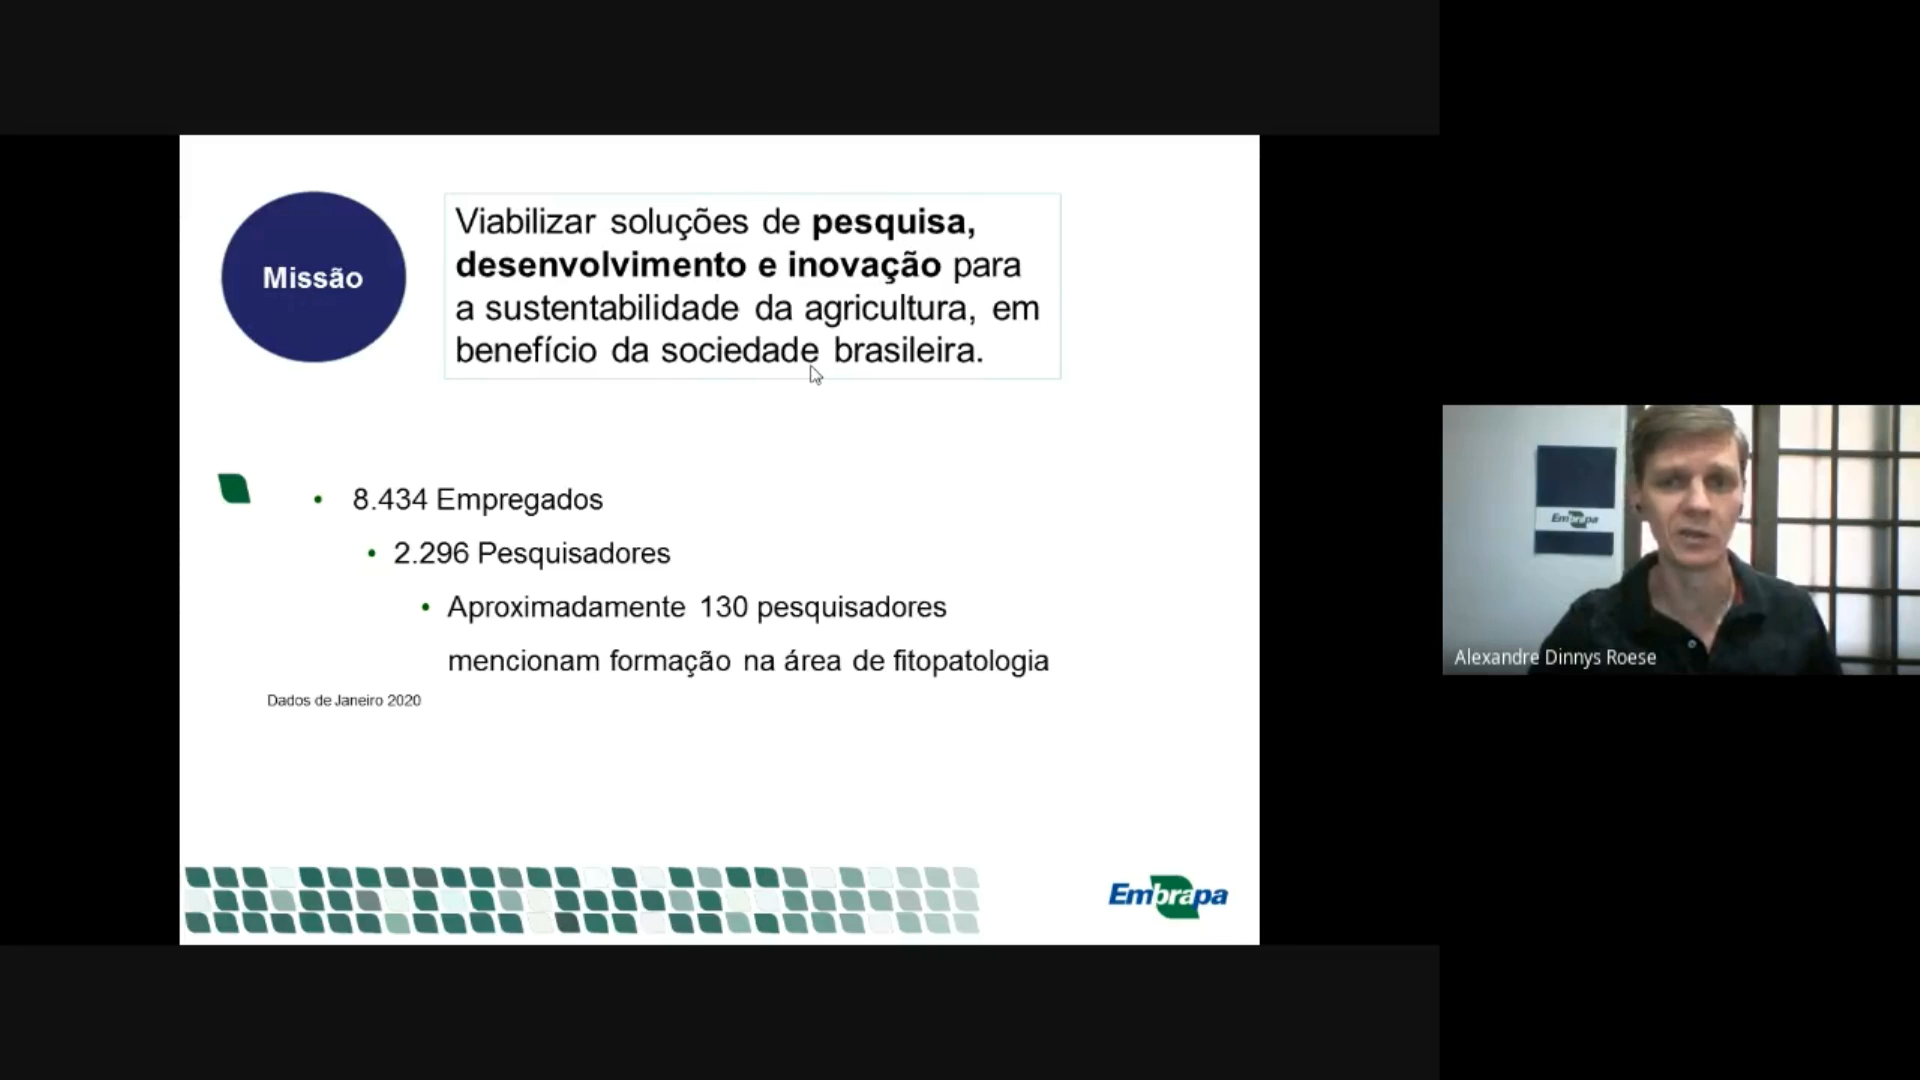 Missão
Viabilizar soluções de pesquisa,
desenvolvimento e inovação para
a sustentabilidade da agricultura, em
benefício da sociedade brasileira.
• 8.434 Empregados
• 2.296 Pesquisadores
• Aproximadamente 130 pesquisadores
mencionam formação na área de fitopatologia
Dados de Janeiro 2020
Embrapa
Embrapa
Alexandre Dinnys Roese